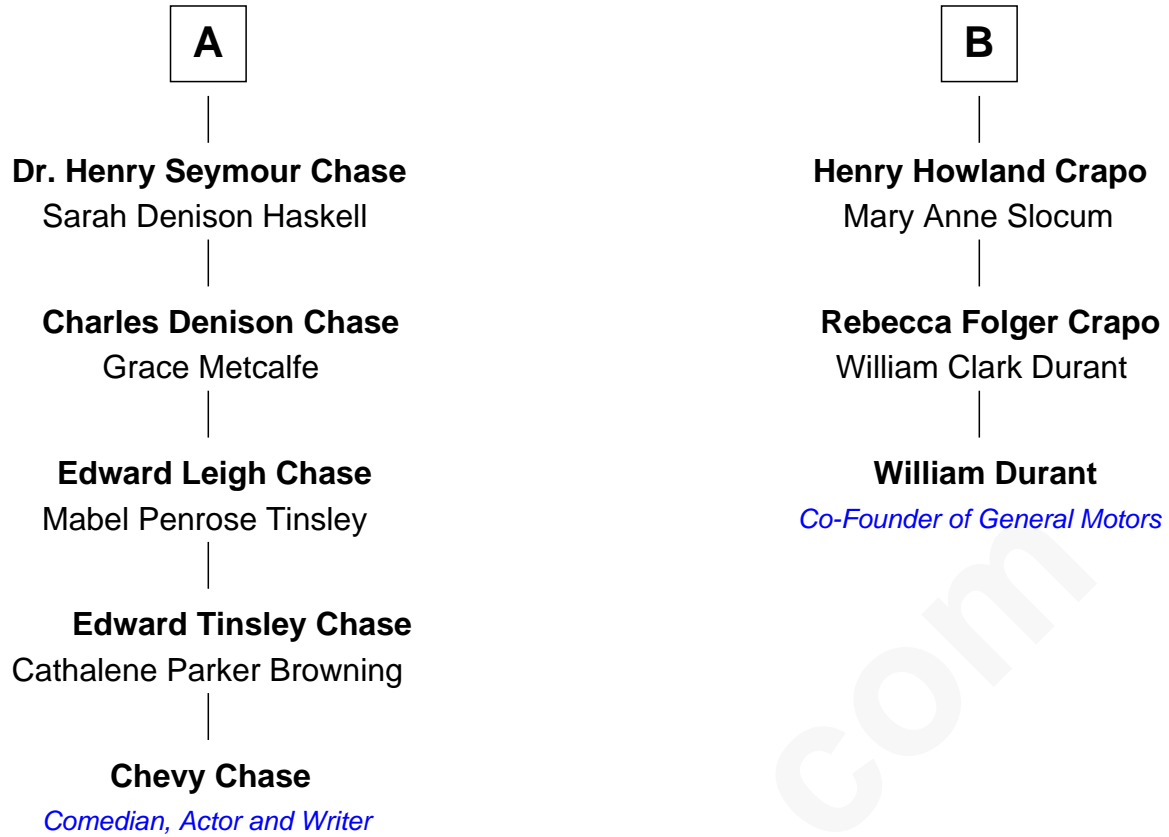 A
Dr. Henry Seymour Chase
Sarah Denison Haskell
Charles Denison Chase
Grace Metcalfe
Edward Leigh Chase
Mabel Penrose Tinsley
Edward Tinsley Chase
Cathalene Parker Browning
Chevy Chase
Comedian, Actor and Writer
B
Henry Howland Crapo
Mary Anne Slocum
Rebecca Folger Crapo
William Clark Durant
William Durant
Co-Founder of General Motors
com